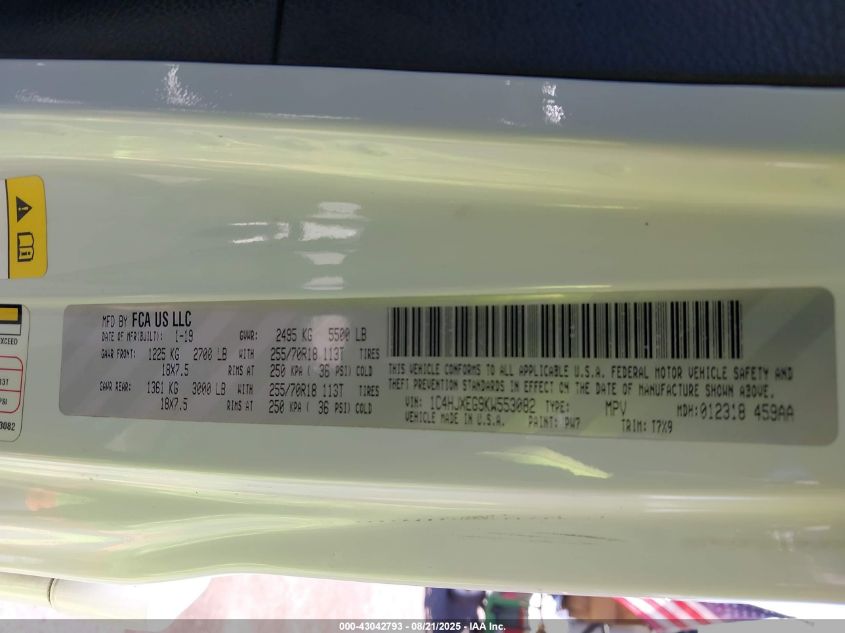 MFD BY FCA US LLC
DATE OF MFR(BUILT): 1-19 GVWR: 2495 KG 5500 LB
GAWR FRONT: 1225 KG 2700 LB WITH 255/70R18 113T TIRES
18X7.5 RIMS AT 250 KPA ( 36 PSI) COLD
GAWR REAR: 1361 KG 3000 LB WITH 255/70R18 113T TIRES
18X7.5 RIMS AT 250 KPA ( 36 PSI) COLD
THIS VEHICLE CONFORMS TO ALL APPLICABLE U.S.A. FEDERAL MOTOR VEHICLE SAFETY AND
THEFT PREVENTION STANDARDS IN EFFECT ON THE DATE OF MANUFACTURE SHOWN ABOVE.
VIN: 1C4HJXEG9KW553082 TYPE: MPV MDH: 012318 459AA
VEHICLE MADE IN U.S.A. PAINT: PW7 TRIM: T7X9
EXCEED
13T
PSI
3082
000-43042793 - 08/21/2025 - IAA Inc.